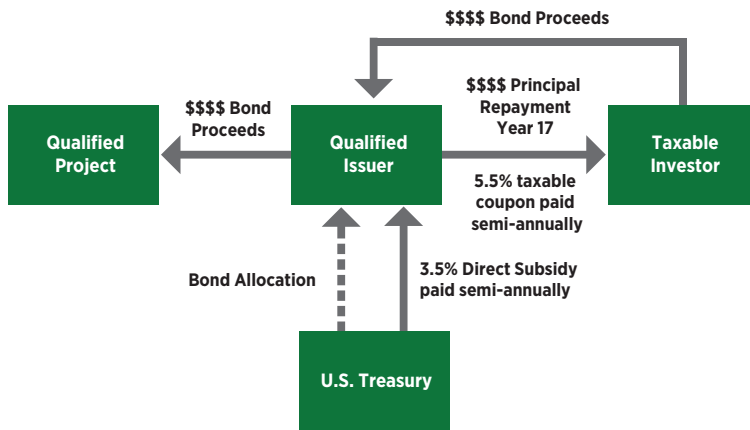 $$$$ Bond Proceeds
$$$$ Bond
Proceeds
$$$$ Principal
Repayment
Year 17
Qualified
Project
Qualified
Issuer
Taxable
Investor
5.5% taxable
coupon paid
semi-annually
Bond Allocation
3.5% Direct Subsidy
paid semi-annually
U.S. Treasury